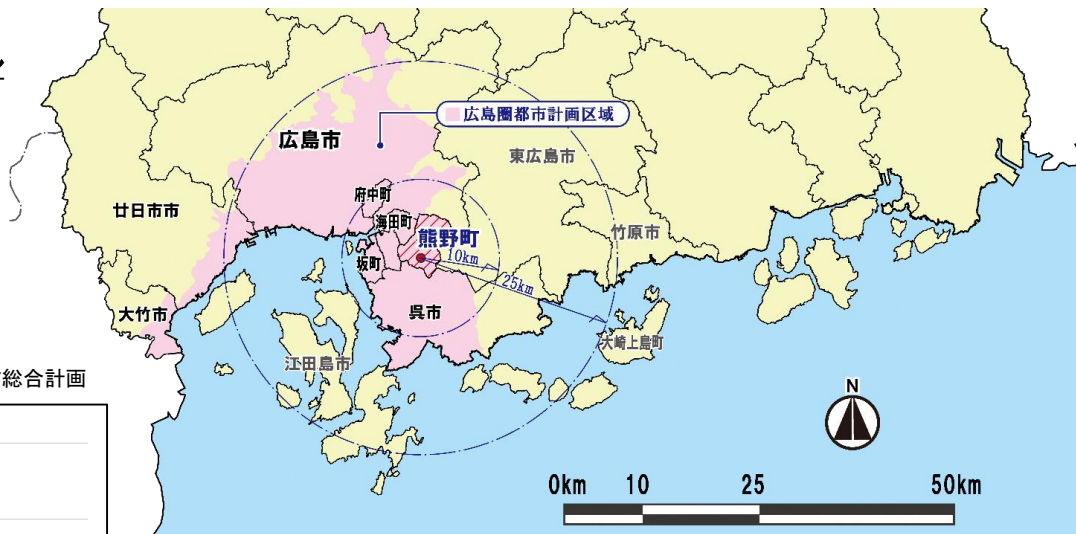 広島圏都市計画区域
広島市
東広島市
府中町
廿日市市
海田町
熊野町
竹原市
10km
坂町
25km
大竹市
呉市
大崎上島町
江田島市
総合計画
N
0km 10 25 50km